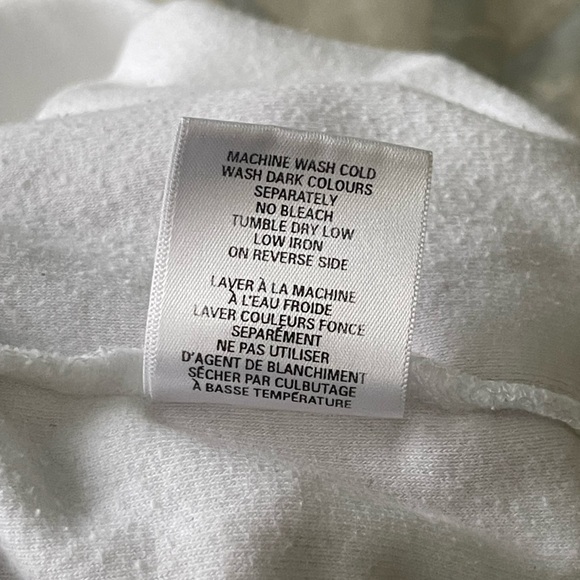 MACHINE WASH COLD
WASH DARK COLOURS
SEPARATELY
NO BLEACH
TUMBLE DRY LOW
LOW IRON
ON REVERSE SIDE
LAVER À LA MACHINE
À L'EAU FROIDE
LAVER COULEURS FONCE
SEPARÉMENT
NE PAS UTILISER
D'AGENT DE BLANCHIMENT
SÉCHER PAR CULBUTAGE
À BASSE TEMPÉRATURE